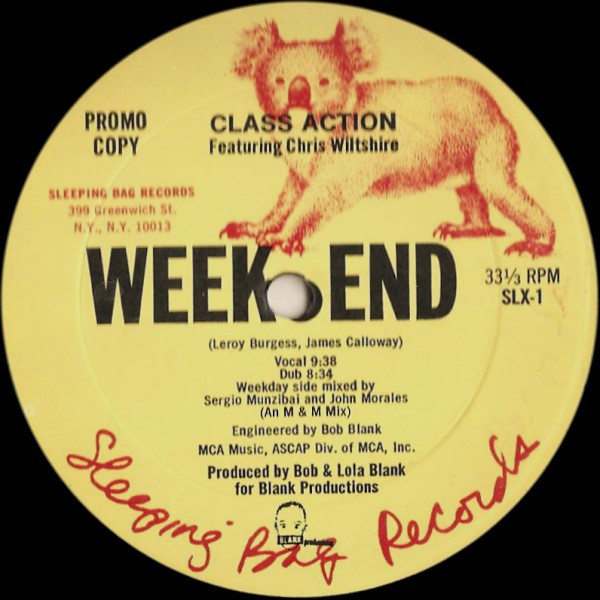 PROMO
COPY
CLASS ACTION
Featuring Chris Wiltshire
SLEEPING BAG RECORDS
399 Greenwich St.
N.Y., N.Y. 10013
WEEK END
33⅓ RPM
SLX-1
(Leroy Burgess, James Calloway)
Vocal 9:38
Dub 8:34
Weekday side mixed by
Sergio Munzibai and John Morales
(An M & M Mix)
Engineered by Bob Blank
MCA Music, ASCAP Div. of MCA, Inc.
Produced by Bob & Lola Blank
for Blank Productions
BLANK productions
Sleeping Bag Records